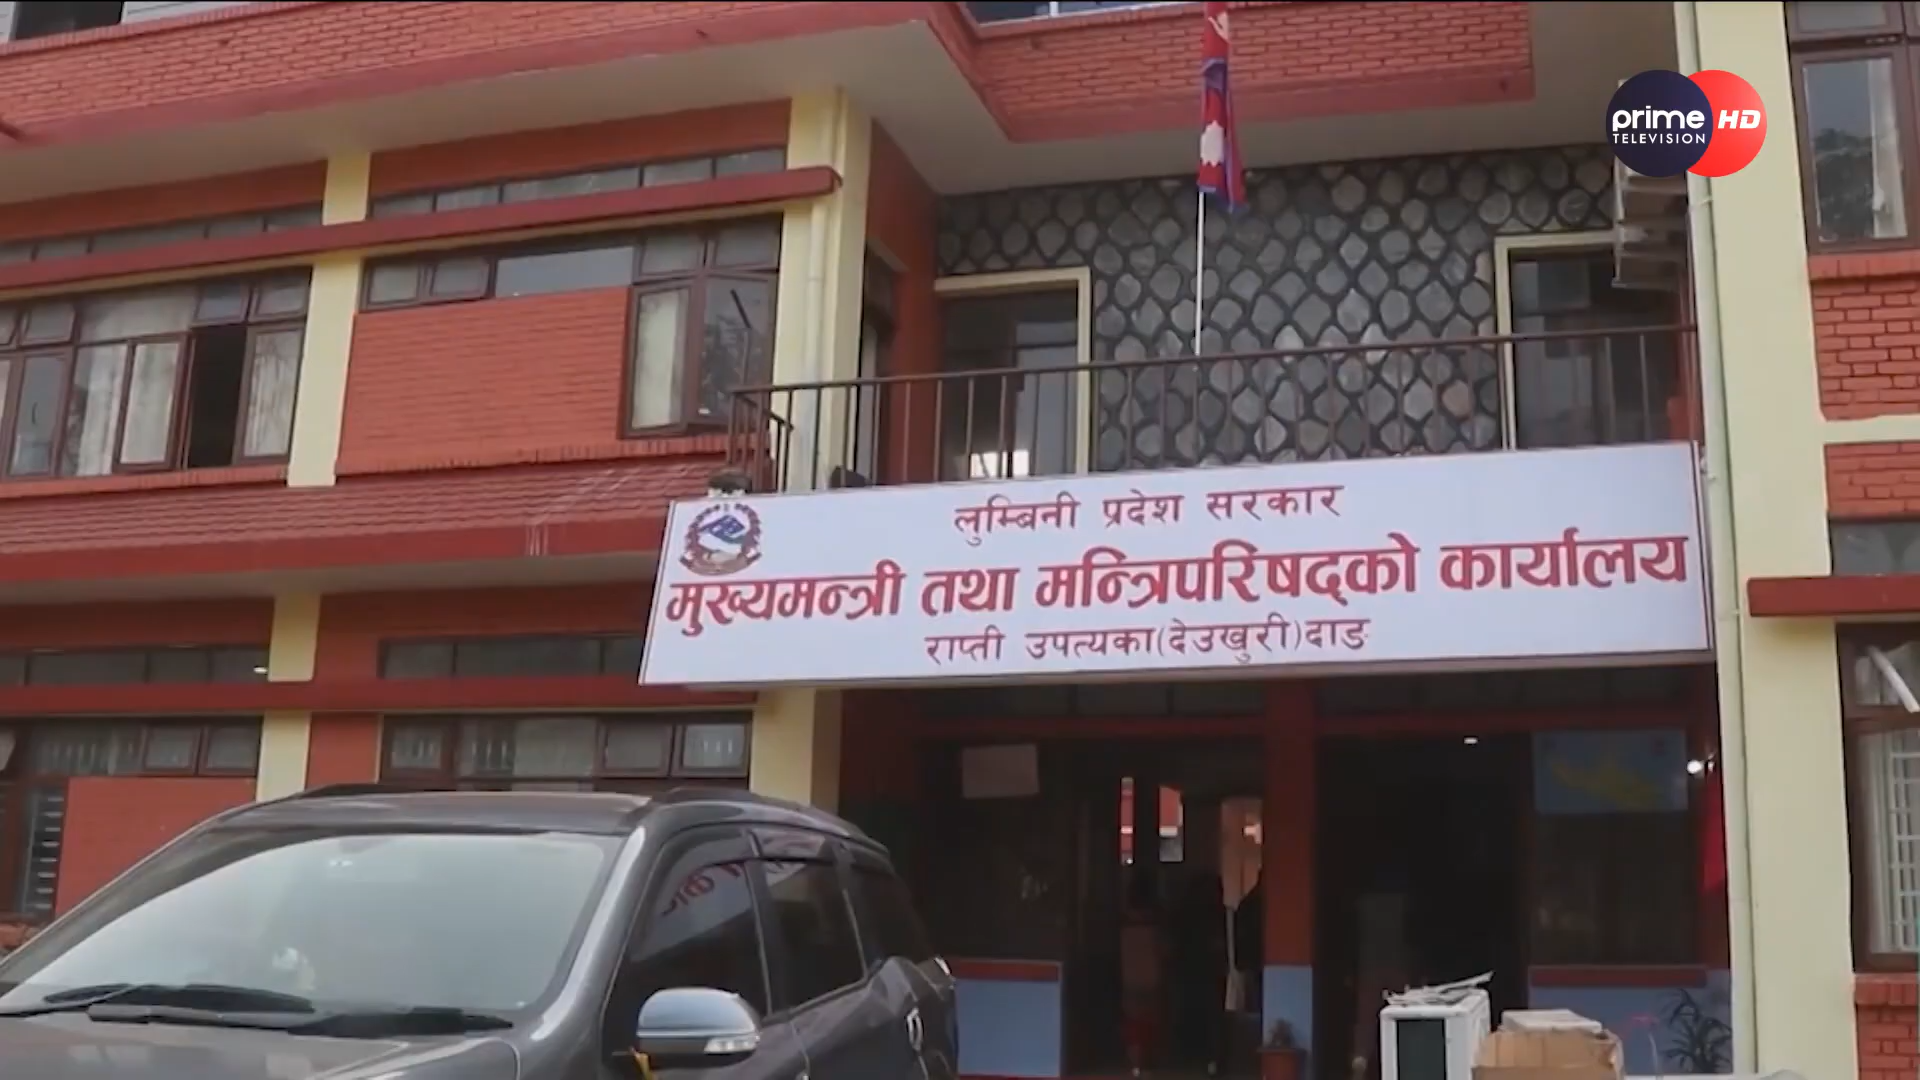 prime HD
TELEVISION
लुम्बिनी प्रदेश सरकार
मुख्यमन्त्री तथा मन्त्रिपरिषद्को कार्यालय
राप्ती उपत्यका(देउखुरी)दाङ